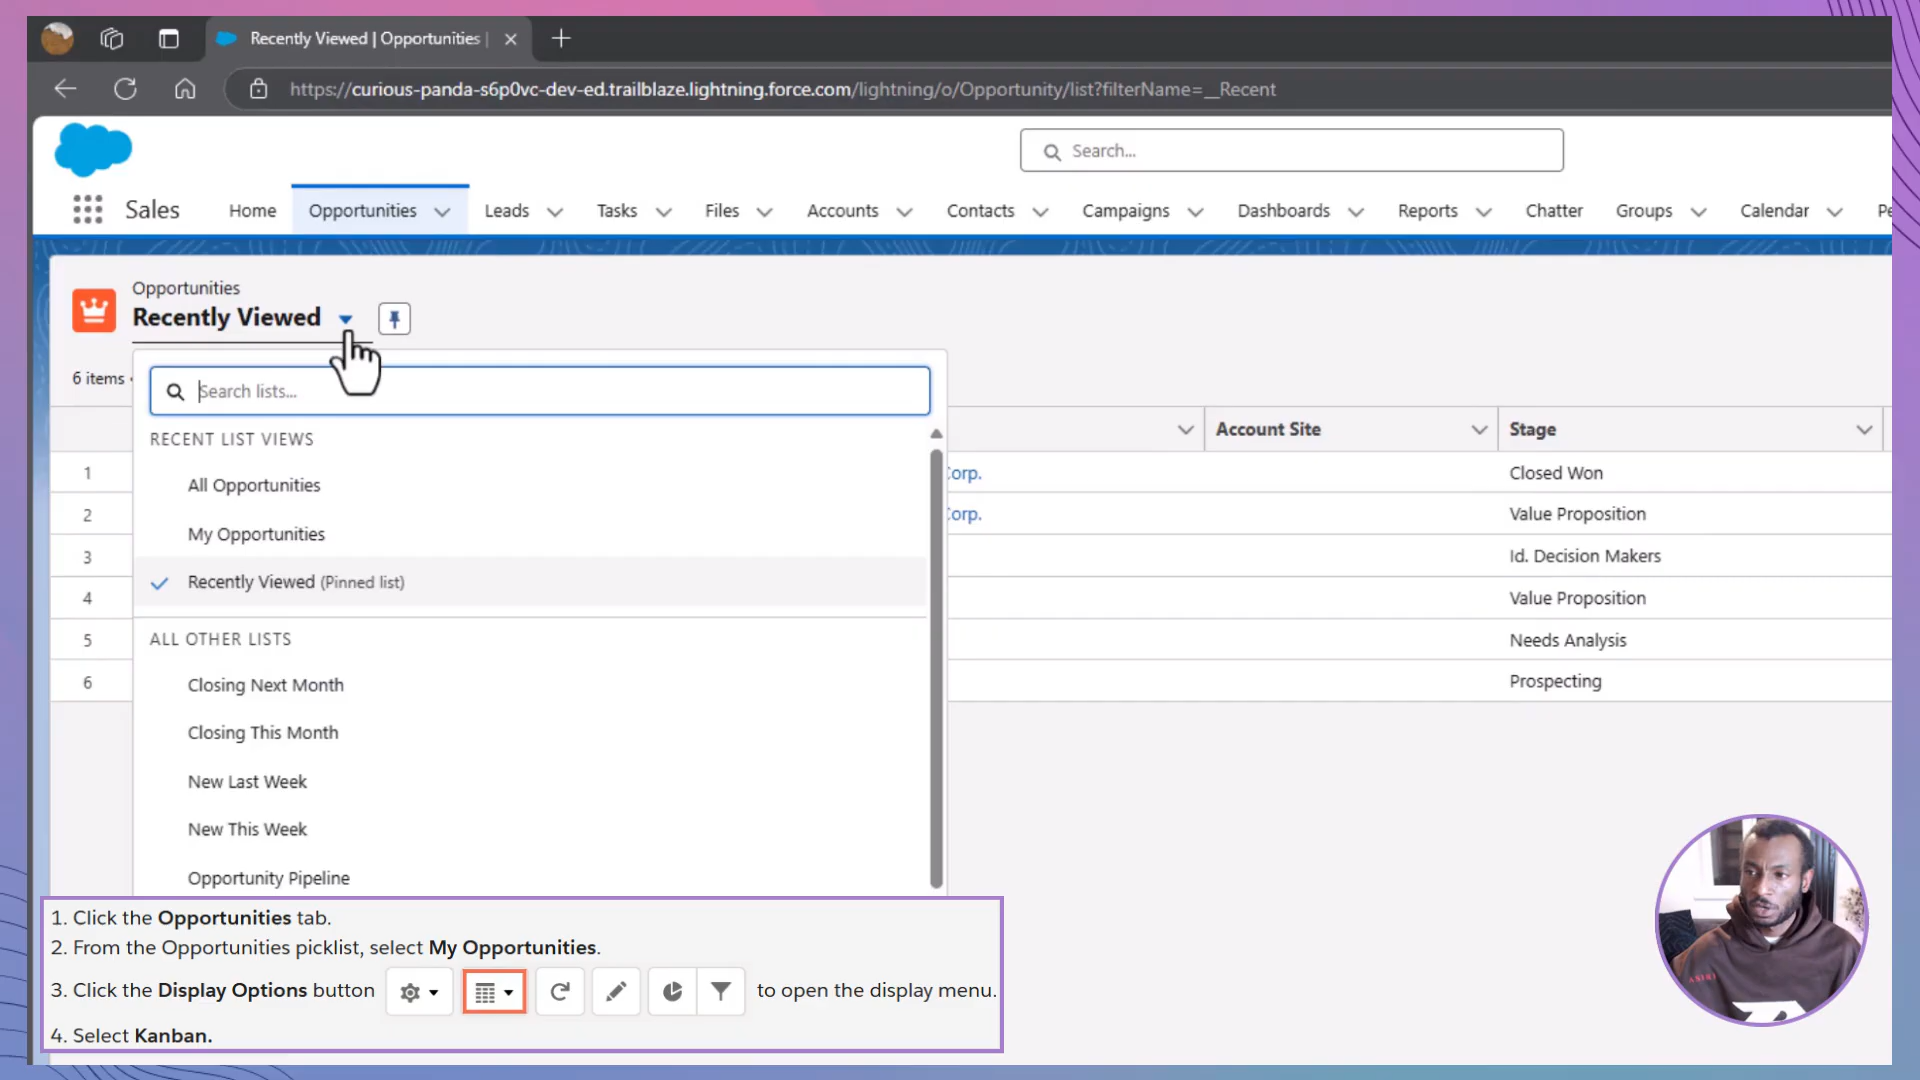 Recently Viewed | Opportunities |
https://curious-panda-s6p0vc-dev-ed.trailblaze.lightning.force.com/lightning/o/Opportunity/list?filterName=__Recent
Search...
Sales Home Opportunities Leads Tasks Files Accounts Contacts Campaigns Dashboards Reports Chatter Groups Calendar
Opportunities
Recently Viewed
6 items
Search lists...
Account Site Stage
RECENT LIST VIEWS
1 Corp. Closed Won
All Opportunities
2 Corp. Value Proposition
My Opportunities
3 Id. Decision Makers
Recently Viewed (Pinned list)
4 Value Proposition
ALL OTHER LISTS
5 Needs Analysis
6 Prospecting
Closing Next Month
Closing This Month
New Last Week
New This Week
Opportunity Pipeline
1. Click the Opportunities tab.
2. From the Opportunities picklist, select My Opportunities.
3. Click the Display Options button to open the display menu.
4. Select Kanban.